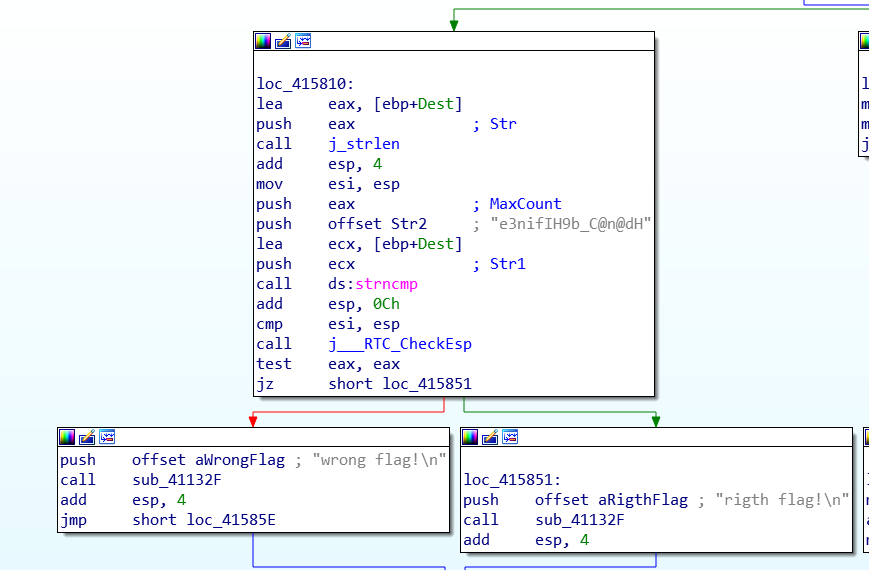 loc_415810:
lea eax, [ebp+Dest]
push eax ; Str
call j_strlen
add esp, 4
mov esi, esp
push eax ; MaxCount
push offset Str2 ; "e3nifIH9b_C@n@dH"
lea ecx, [ebp+Dest]
push ecx ; Str1
call ds:strncmp
add esp, 0Ch
cmp esi, esp
call j___RTC_CheckEsp
test eax, eax
jz short loc_415851
push offset aWrongFlag ; "wrong flag!\n"
call sub_41132F
add esp, 4
jmp short loc_41585E
loc_415851:
push offset aRigthFlag ; "rigth flag!\n"
call sub_41132F
add esp, 4